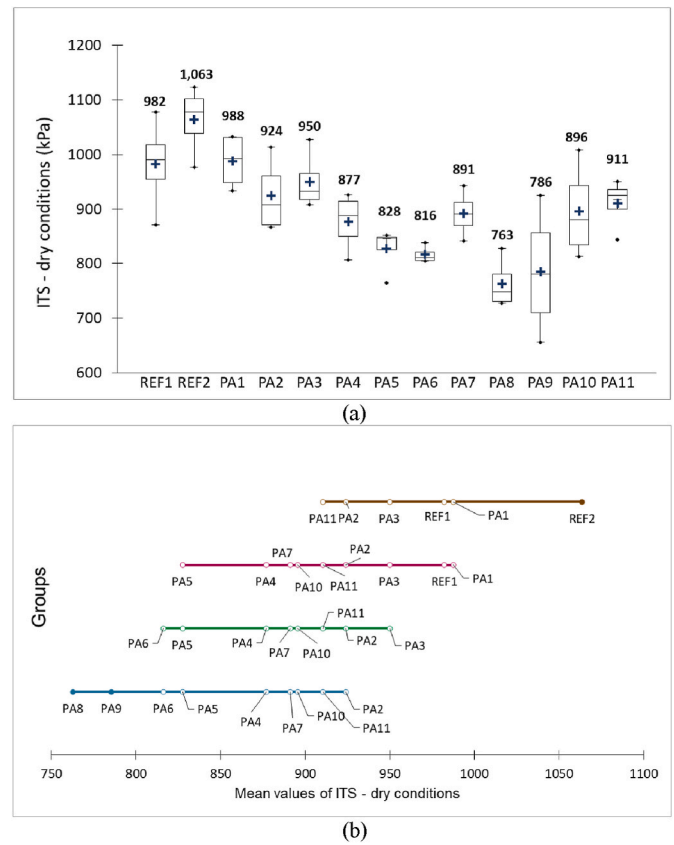 1200
1100
1000
900
800
700
600
ITS - dry conditions (kPa)
982
1,063
988
924
950
877
828
816
891
763
786
896
911
REF1 REF2 PA1 PA2 PA3 PA4 PA5 PA6 PA7 PA8 PA9 PA10 PA11
(a)
Groups
PA11 PA2 PA3 REF1 PA1 REF2
PA7 PA2
PA5 PA4 PA10 PA11 PA3 REF1 PA1
PA11
PA6 PA5 PA4 PA7 PA10 PA2 PA3
PA8 PA9 PA6 PA5 PA4 PA7 PA10 PA11 PA2
750 800 850 900 950 1000 1050 1100
Mean values of ITS - dry conditions
(b)